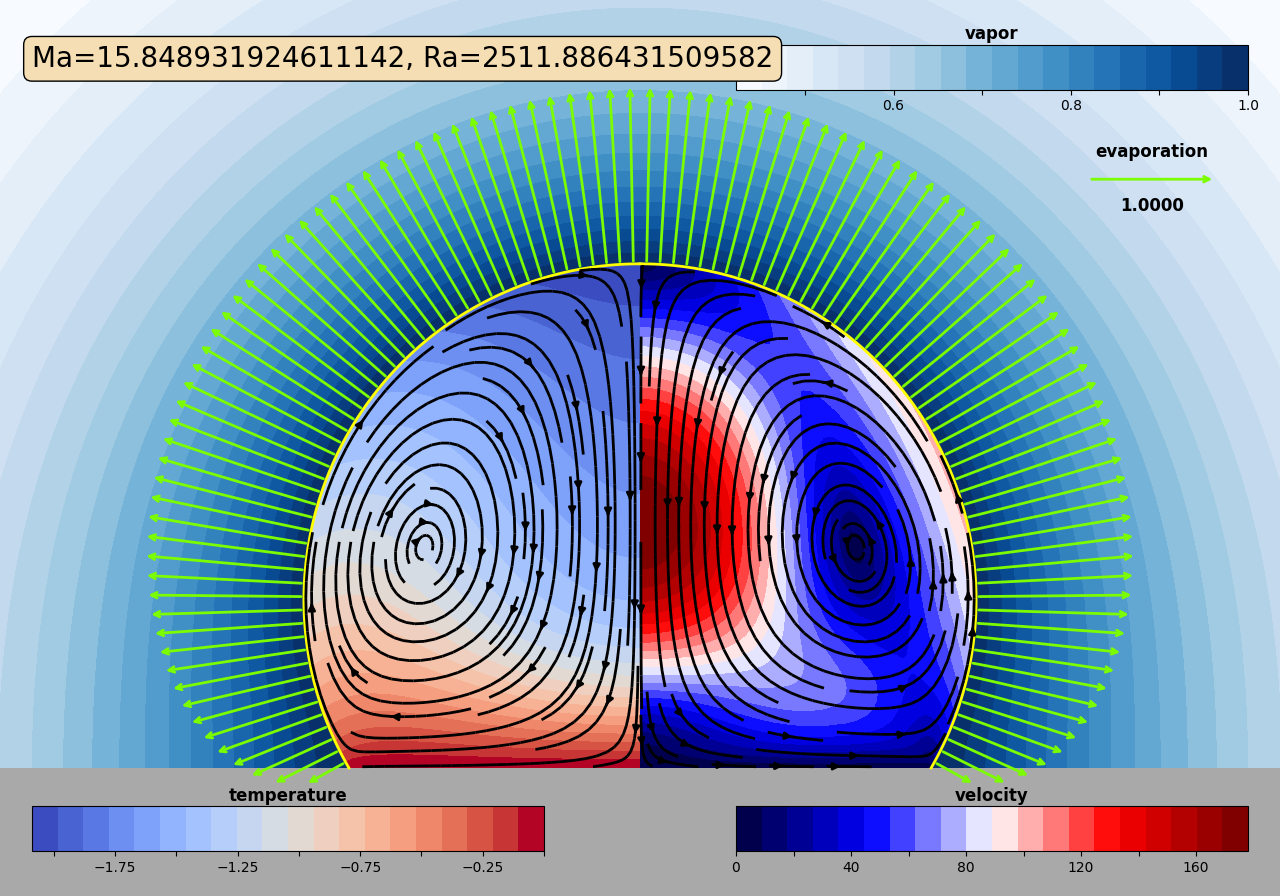 Ma=15.848931924611142, Ra=2511.886431509582
vapor
0.6 0.8 1.0
evaporation
1.0000
temperature
−1.75 −1.25 −0.75 −0.25
velocity
0 40 80 120 160